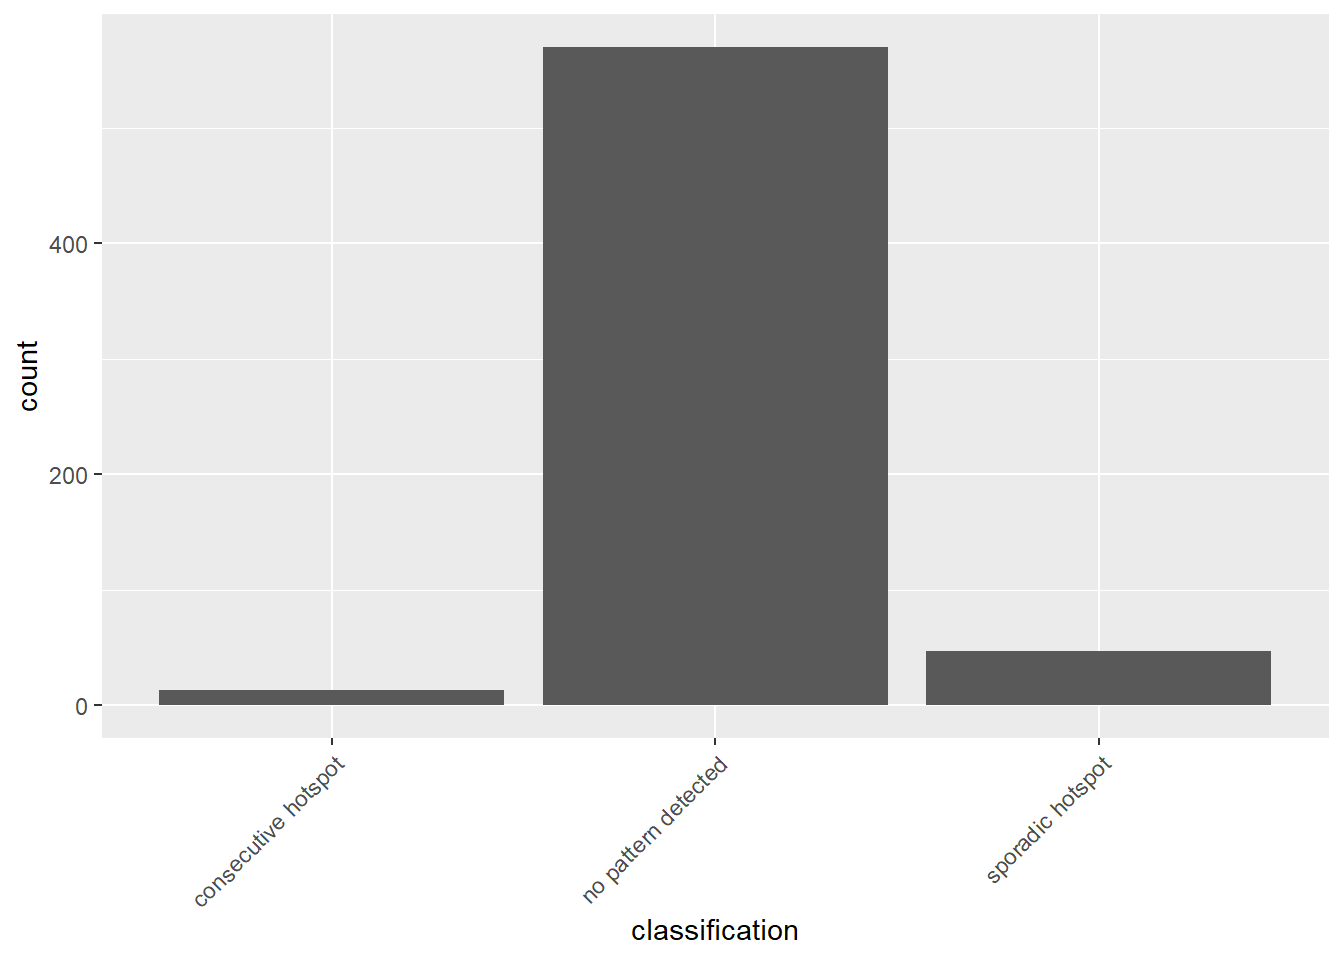 count
400
200
0
consecutive hotspot
no pattern detected
sporadic hotspot
classification